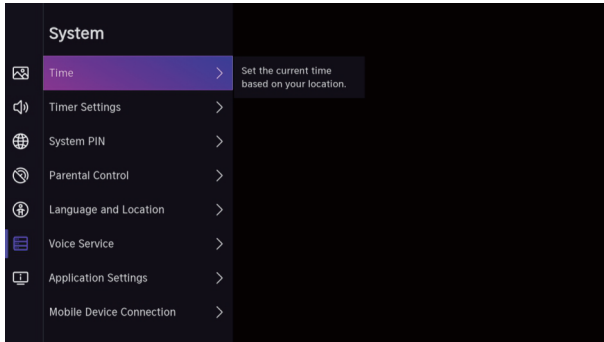 System
Time
Set the current time
based on your location.
Timer Settings
System PIN
Parental Control
Language and Location
Voice Service
Application Settings
Mobile Device Connection